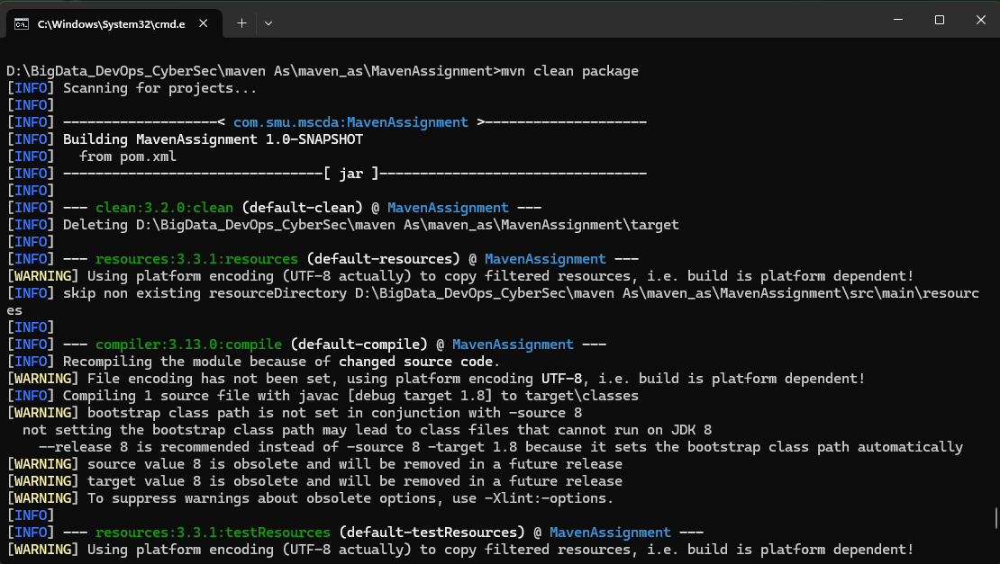 C:\Windows\System32\cmd.e
D:\BigData_DevOps_CyberSec\maven As\maven_as\MavenAssignment>mvn clean package
[INFO] Scanning for projects...
[INFO]
[INFO] -------------------< com.smu.mscda:MavenAssignment >--------------------
[INFO] Building MavenAssignment 1.0-SNAPSHOT
[INFO]   from pom.xml
[INFO] --------------------------------[ jar ]---------------------------------
[INFO]
[INFO] --- clean:3.2.0:clean (default-clean) @ MavenAssignment ---
[INFO] Deleting D:\BigData_DevOps_CyberSec\maven As\maven_as\MavenAssignment\target
[INFO]
[INFO] --- resources:3.3.1:resources (default-resources) @ MavenAssignment ---
[WARNING] Using platform encoding (UTF-8 actually) to copy filtered resources, i.e. build is platform dependent!
[INFO] skip non existing resourceDirectory D:\BigData_DevOps_CyberSec\maven As\maven_as\MavenAssignment\src\main\resourc
es
[INFO]
[INFO] --- compiler:3.13.0:compile (default-compile) @ MavenAssignment ---
[INFO] Recompiling the module because of changed source code.
[WARNING] File encoding has not been set, using platform encoding UTF-8, i.e. build is platform dependent!
[INFO] Compiling 1 source file with javac [debug target 1.8] to target\classes
[WARNING] bootstrap class path is not set in conjunction with -source 8
  not setting the bootstrap class path may lead to class files that cannot run on JDK 8
    --release 8 is recommended instead of -source 8 -target 1.8 because it sets the bootstrap class path automatically
[WARNING] source value 8 is obsolete and will be removed in a future release
[WARNING] target value 8 is obsolete and will be removed in a future release
[WARNING] To suppress warnings about obsolete options, use -Xlint:-options.
[INFO]
[INFO] --- resources:3.3.1:testResources (default-testResources) @ MavenAssignment ---
[WARNING] Using platform encoding (UTF-8 actually) to copy filtered resources, i.e. build is platform dependent!